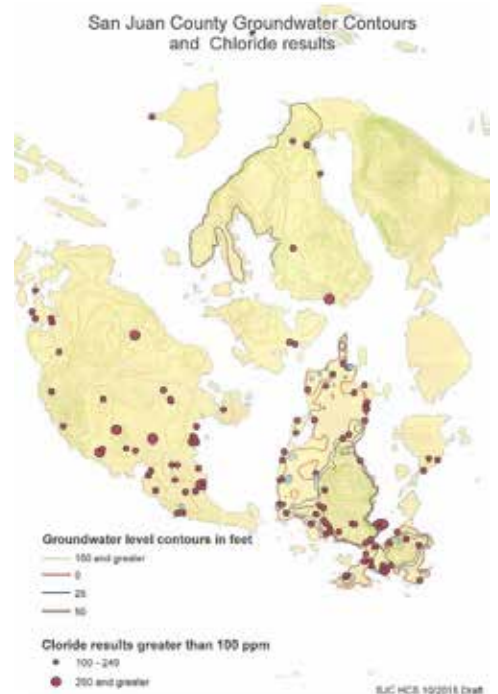 San Juan County Groundwater Contours
and Chloride results
Groundwater level contours in feet
100 and greater
0
25
50
Cloride results greater than 100 ppm
100 - 249
250 and greater
SJC HCS 10/2015 Draft